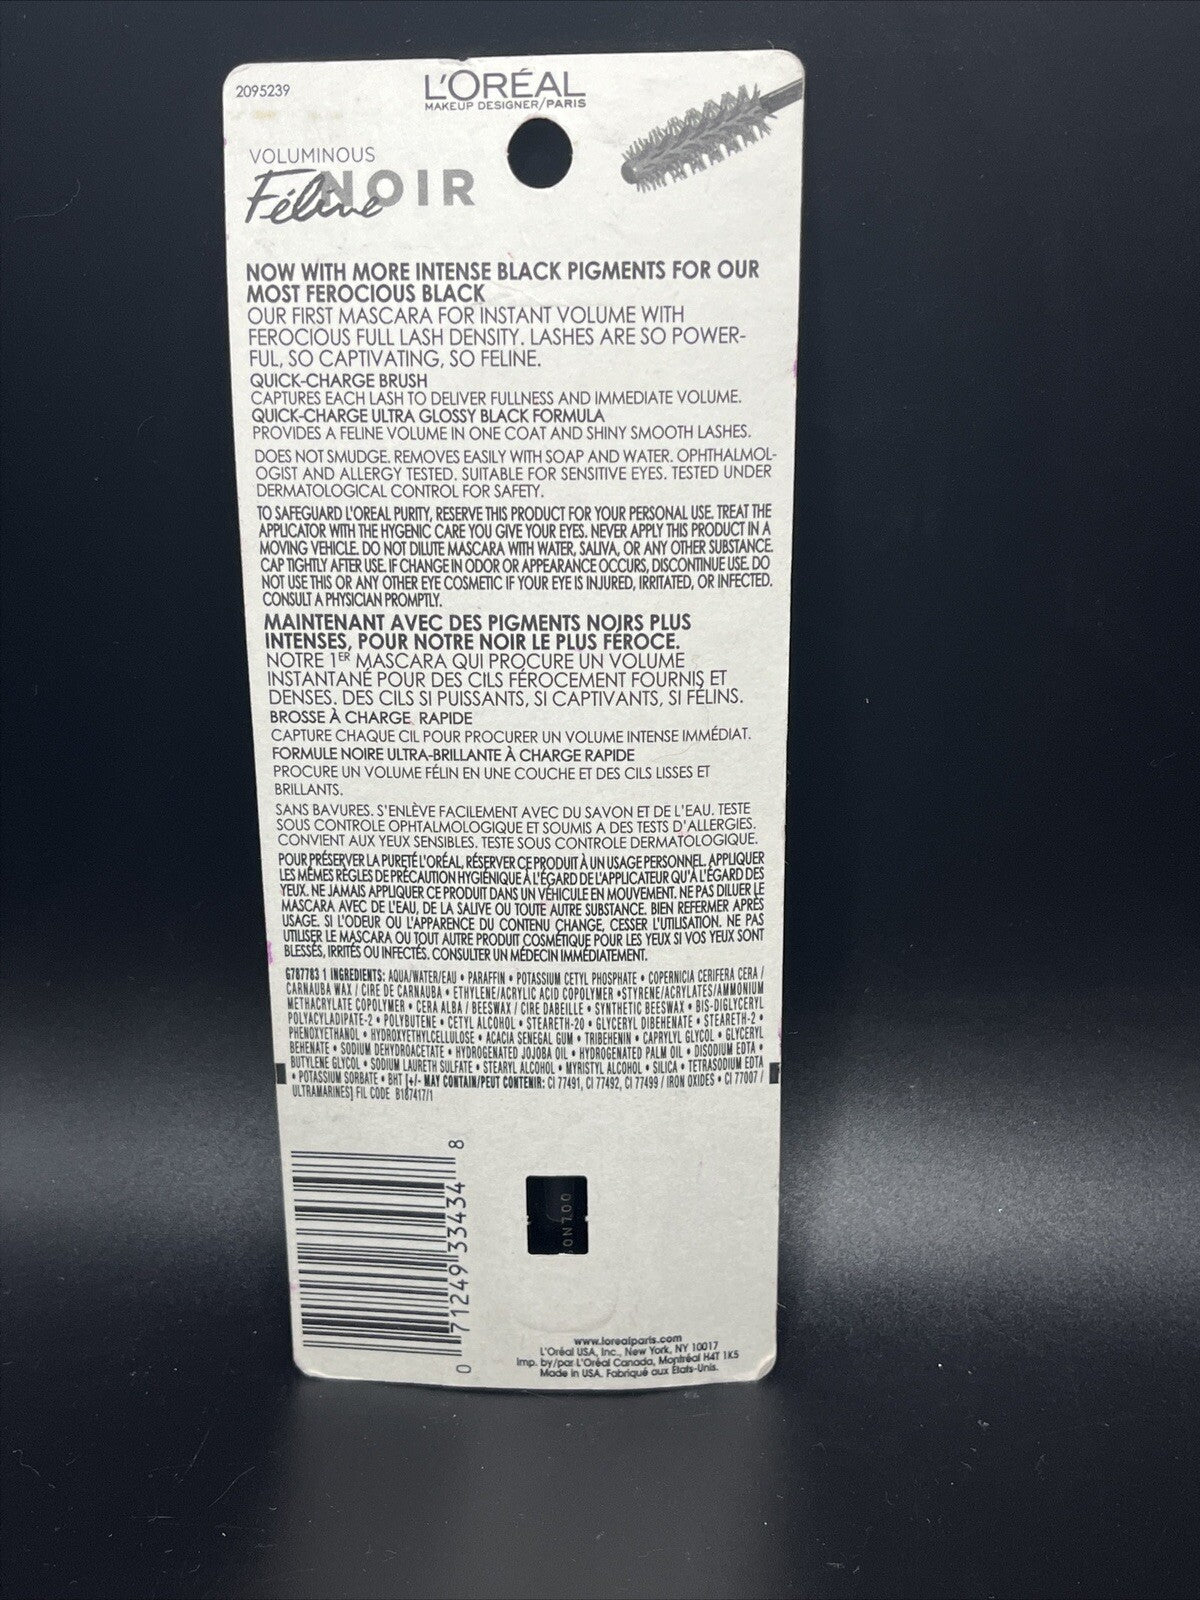 2095239
L'ORÉAL
MAKEUP DESIGNER/PARIS
VOLUMINOUS
Féline NOIR
NOW WITH MORE INTENSE BLACK PIGMENTS FOR OUR
MOST FEROCIOUS BLACK
OUR FIRST MASCARA FOR INSTANT VOLUME WITH
FEROCIOUS FULL LASH DENSITY. LASHES ARE SO POWER-
FUL, SO CAPTIVATING, SO FELINE.
QUICK-CHARGE BRUSH
CAPTURES EACH LASH TO DELIVER FULLNESS AND IMMEDIATE VOLUME.
QUICK-CHARGE ULTRA GLOSSY BLACK FORMULA
PROVIDES A FELINE VOLUME IN ONE COAT AND SHINY SMOOTH LASHES.
DOES NOT SMUDGE. REMOVES EASILY WITH SOAP AND WATER. OPHTHALMOL-
OGIST AND ALLERGY TESTED. SUITABLE FOR SENSITIVE EYES. TESTED UNDER
DERMATOLOGICAL CONTROL FOR SAFETY.
TO SAFEGUARD L'OREAL PURITY, RESERVE THIS PRODUCT FOR YOUR PERSONAL USE. TREAT THE
APPLICATOR WITH THE HYGENIC CARE YOU GIVE YOUR EYES. NEVER APPLY THIS PRODUCT IN A
MOVING VEHICLE. DO NOT DILUTE MASCARA WITH WATER, SALIVA, OR ANY OTHER SUBSTANCE.
CAP TIGHTLY AFTER USE. IF CHANGE IN ODOR OR APPEARANCE OCCURS, DISCONTINUE USE. DO
NOT USE THIS OR ANY OTHER EYE COSMETIC IF YOUR EYE IS INJURED, IRRITATED, OR INFECTED.
CONSULT A PHYSICIAN PROMPTLY.
MAINTENANT AVEC DES PIGMENTS NOIRS PLUS
INTENSES, POUR NOTRE NOIR LE PLUS FÉROCE.
NOTRE 1ER MASCARA QUI PROCURE UN VOLUME
INSTANTANÉ POUR DES CILS FÉROCEMENT FOURNIS ET
DENSES. DES CILS SI PUISSANTS, SI CAPTIVANTS, SI FÉLINS.
BROSSE À CHARGE RAPIDE
CAPTURE CHAQUE CIL POUR PROCURER UN VOLUME INTENSE IMMÉDIAT.
FORMULE NOIRE ULTRA-BRILLANTE À CHARGE RAPIDE
PROCURE UN VOLUME FÉLIN EN UNE COUCHE ET DES CILS LISSES ET
BRILLANTS.
SANS BAVURES. S'ENLÈVE FACILEMENT AVEC DU SAVON ET DE L'EAU. TESTE
SOUS CONTROLE OPHTALMOLOGIQUE ET SOUMIS A DES TESTS D'ALLERGIES.
CONVIENT AUX YEUX SENSIBLES. TESTE SOUS CONTROLE DERMATOLOGIQUE.
POUR PRÉSERVER LA PURETÉ L'ORÉAL, RÉSERVER CE PRODUIT À UN USAGE PERSONNEL. APPLIQUER
LES MÊMES RÈGLES DE PRÉCAUTION HYGIÉNIQUE À L'ÉGARD DE L'APPLICATEUR QU'À L'ÉGARD DES
YEUX. NE JAMAIS APPLIQUER CE PRODUIT DANS UN VÉHICULE EN MOUVEMENT. NE PAS DILUER LE
MASCARA AVEC DE L'EAU, DE LA SALIVE OU TOUTE AUTRE SUBSTANCE. BIEN REFERMER APRÈS
USAGE. SI L'ODEUR OU L'APPARENCE DU CONTENU CHANGE, CESSER L'UTILISATION. NE PAS
UTILISER LE MASCARA OU TOUT AUTRE PRODUIT COSMÉTIQUE POUR LES YEUX SI VOS YEUX SONT
BLESSÉS, IRRITÉS OU INFECTÉS. CONSULTER UN MÉDECIN IMMÉDIATEMENT.
G787783 1 INGREDIENTS: AQUA/WATER/EAU • PARAFFIN • POTASSIUM CETYL PHOSPHATE • COPERNICIA CERIFERA CERA /
CARNAUBA WAX / CIRE DE CARNAUBA • ETHYLENE/ACRYLIC ACID COPOLYMER •STYRENE/ACRYLATES/AMMONIUM
METHACRYLATE COPOLYMER • CERA ALBA / BEESWAX / CIRE DABEILLE • SYNTHETIC BEESWAX • BIS-DIGLYCERYL
POLYACYLADIPATE-2 • POLYBUTENE • CETYL ALCOHOL • STEARETH-20 • GLYCERYL DIBEHENATE • STEARETH-2 •
PHENOXYETHANOL • HYDROXYETHYLCELLULOSE • ACACIA SENEGAL GUM • TRIBEHENIN • CAPRYLYL GLYCOL • GLYCERYL
BEHENATE • SODIUM DEHYDROACETATE • HYDROGENATED JOJOBA OIL • HYDROGENATED PALM OIL • DISODIUM EDTA •
BUTYLENE GLYCOL • SODIUM LAURETH SULFATE • STEARYL ALCOHOL • MYRISTYL ALCOHOL • SILICA • TETRASODIUM EDTA
• POTASSIUM SORBATE • BHT [+/- MAY CONTAIN/PEUT CONTENIR: CI 77491, CI 77492, CI 77499 / IRON OXIDES • CI 77007 /
ULTRAMARINES] FIL CODE B187417/1
0 71249 33434 8
www.lorealparis.com
L'Oréal USA, Inc., New York, NY 10017
Imp. by/par L'Oréal Canada, Montréal H4T 1K5
Made in USA. Fabriqué aux États-Unis.